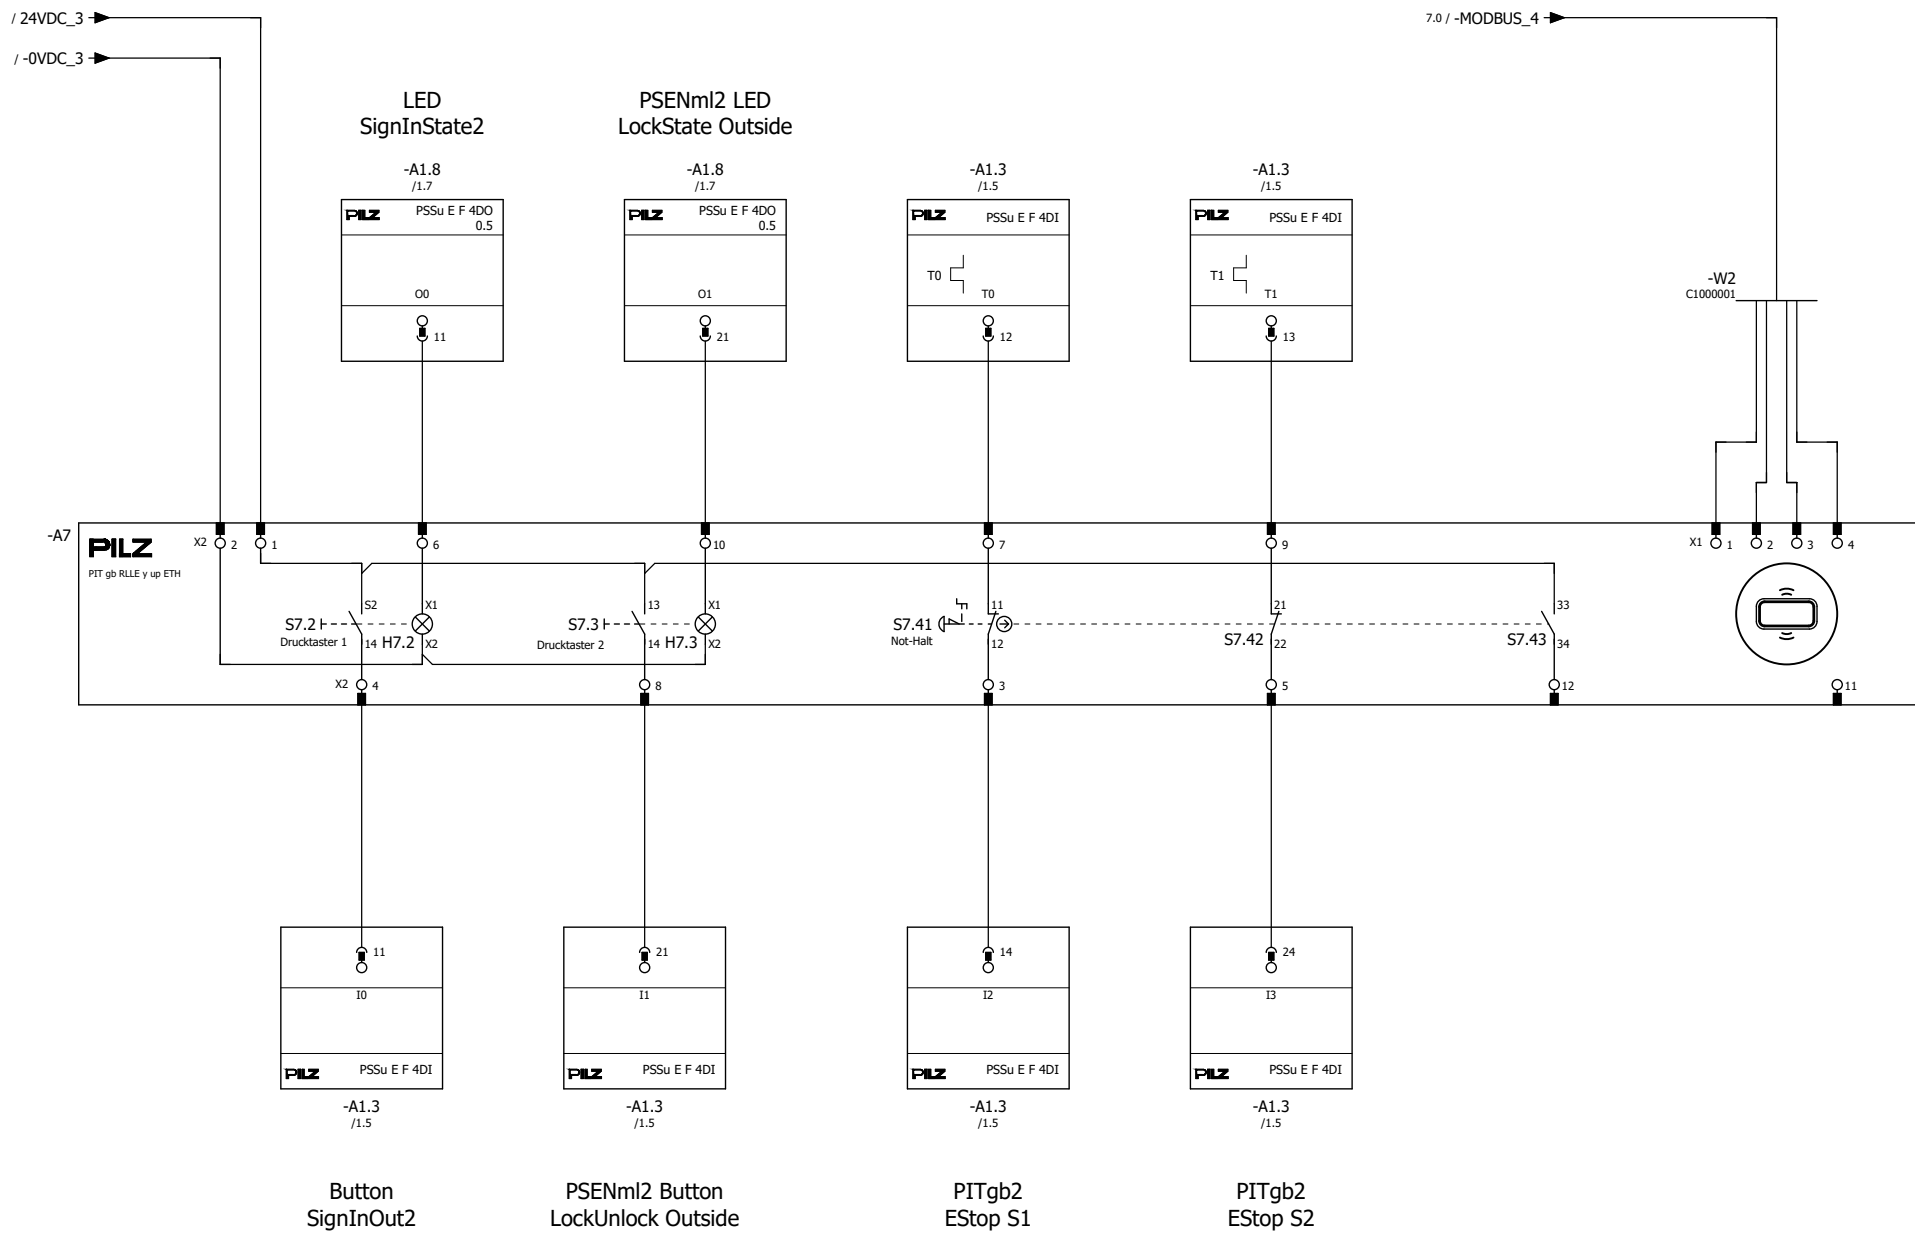 / 24VDC_3
7.0 / -MODBUS_4
/ -0VDC_3
LED
SignInState2
PSENml2 LED
LockState Outside
-A1.8
/1.7
-A1.8
/1.7
-A1.3
/1.5
-A1.3
/1.5
PILZ PSSu E F 4DO
0.5
PILZ PSSu E F 4DO
0.5
PILZ PSSu E F 4DI
PILZ PSSu E F 4DI
T0
T1
-W2
C1000001
O0
O1
T0
T1
11
21
12
13
-A7
PILZ
PIT gb RLLE y up ETH
X2 2 1 6 10 7 9 X1 1 2 3 4
S2 X1 13 X1 11 21 33
S7.2
Drucktaster 1
14 H7.2 X2
S7.3
Drucktaster 2
14 H7.3 X2
S7.41
Not-Halt
12
S7.42 22
S7.43 34
X2 4 8 3 5 12 11
11
21
14
24
I0
I1
I2
I3
PILZ PSSu E F 4DI
PILZ PSSu E F 4DI
PILZ PSSu E F 4DI
PILZ PSSu E F 4DI
-A1.3
/1.5
-A1.3
/1.5
-A1.3
/1.5
-A1.3
/1.5
Button
SignInOut2
PSENml2 Button
LockUnlock Outside
PITgb2
EStop S1
PITgb2
EStop S2